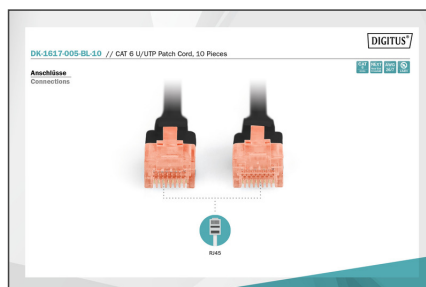 DIGITUS®
DK-1617-005-BL-10 // CAT 6 U/UTP Patch Cord, 10 Pieces
Anschlüsse
Connections
RJ45